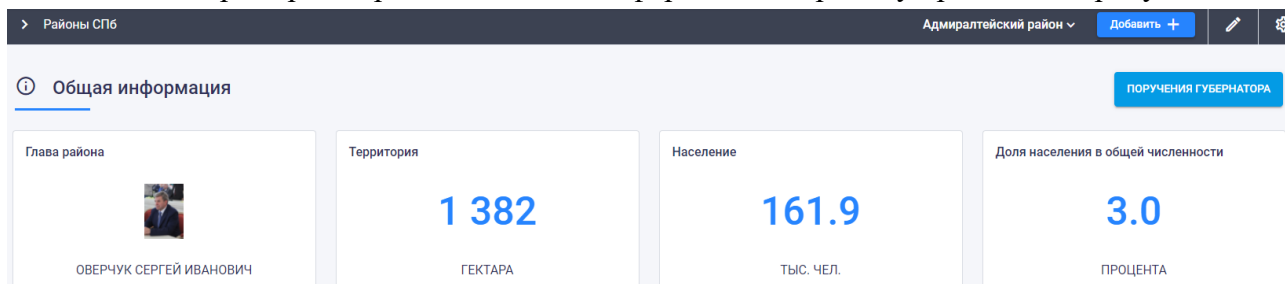 Районы СПб
Адмиралтейский район
Добавить +
Общая информация
ПОРУЧЕНИЯ ГУБЕРНАТОРА
Глава района
Территория
Население
Доля населения в общей численности
1 382
161.9
3.0
ОВЕРЧУК СЕРГЕЙ ИВАНОВИЧ
ГЕКТАРА
ТЫС. ЧЕЛ.
ПРОЦЕНТА